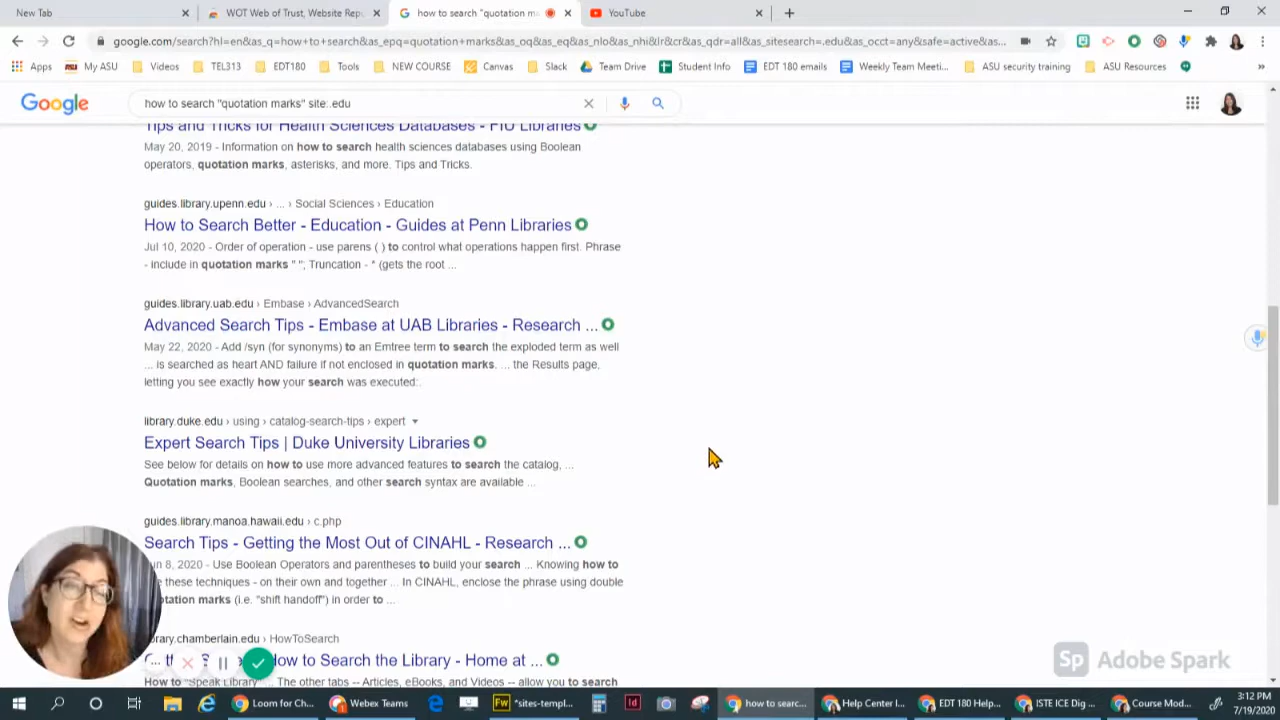 New Tab
WOT Web of Trust, Website Rep
how to search "quotation m
YouTube
google.com/search?hl=en&as_q=how+to+search&as_epq=quotation+marks&as_oq&as_eq&as_nlo&as_nhi&lr&cr&as_qdr=all&as_sitesearch=.edu&as_occt=any&safe=active&as...
Apps
My ASU
Videos
TEL313
EDT180
Tools
NEW COURSE
Canvas
Slack
Team Drive
Student Info
EDT 180 emails
Weekly Team Meeti...
ASU security training
ASU Resources
»
Google
how to search "quotation marks" site:.edu
Tips and Tricks for Health Sciences Databases - FIU Libraries
May 20, 2019 - Information on how to search health sciences databases using Boolean
operators, quotation marks, asterisks, and more. Tips and Tricks.
guides.library.upenn.edu › ... › Social Sciences › Education
How to Search Better - Education - Guides at Penn Libraries
Jul 10, 2020 - Order of operation - use parens ( ) to control what operations happen first. Phrase
- include in quotation marks " "; Truncation - * (gets the root ...
guides.library.uab.edu › Embase › AdvancedSearch
Advanced Search Tips - Embase at UAB Libraries - Research ...
May 22, 2020 - Add /syn (for synonyms) to an Emtree term to search the exploded term as well
... is searched as heart AND failure if not enclosed in quotation marks. ... the Results page,
letting you see exactly how your search was executed:.
library.duke.edu › using › catalog-search-tips › expert
Expert Search Tips | Duke University Libraries
See below for details on how to use more advanced features to search the catalog, ...
Quotation marks, Boolean searches, and other search syntax are available ...
guides.library.manoa.hawaii.edu › c.php
Search Tips - Getting the Most Out of CINAHL - Research ...
8, 2020 - Use Boolean Operators and parentheses to build your search ... Knowing how to
these techniques - on their own and together ... In CINAHL, enclose the phrase using double
marks (i.e. "shift handoff") in order to ...
chamberlain.edu › HowToSearch
How to Search the Library - Home at ...
How to "Speak Library" ... The other tabs -- Articles, eBooks, and Videos -- allow you to search
Sp Adobe Spark
Loom for Ch...
Webex Teams
Fw
*sites-templ...
Id
how to searc...
Help Center I...
EDT 180 Help...
ISTE ICE Dig ...
Course Mod...
3:12 PM
7/19/2020